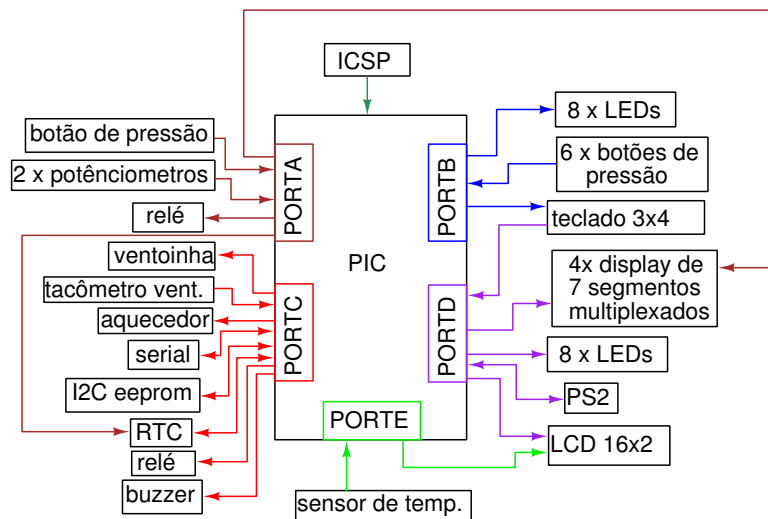 ICSP
8 x LEDs
botão de pressão
6 x botões de
pressão
2 x potênciometros
PORTA
PORTB
relé
teclado 3x4
ventoinha
PIC
4x display de
7 segmentos
multiplexados
tacômetro vent.
aquecedor
PORTC
PORTD
serial
8 x LEDs
I2C eeprom
PS2
PORTE
RTC
LCD 16x2
relé
buzzer
sensor de temp.